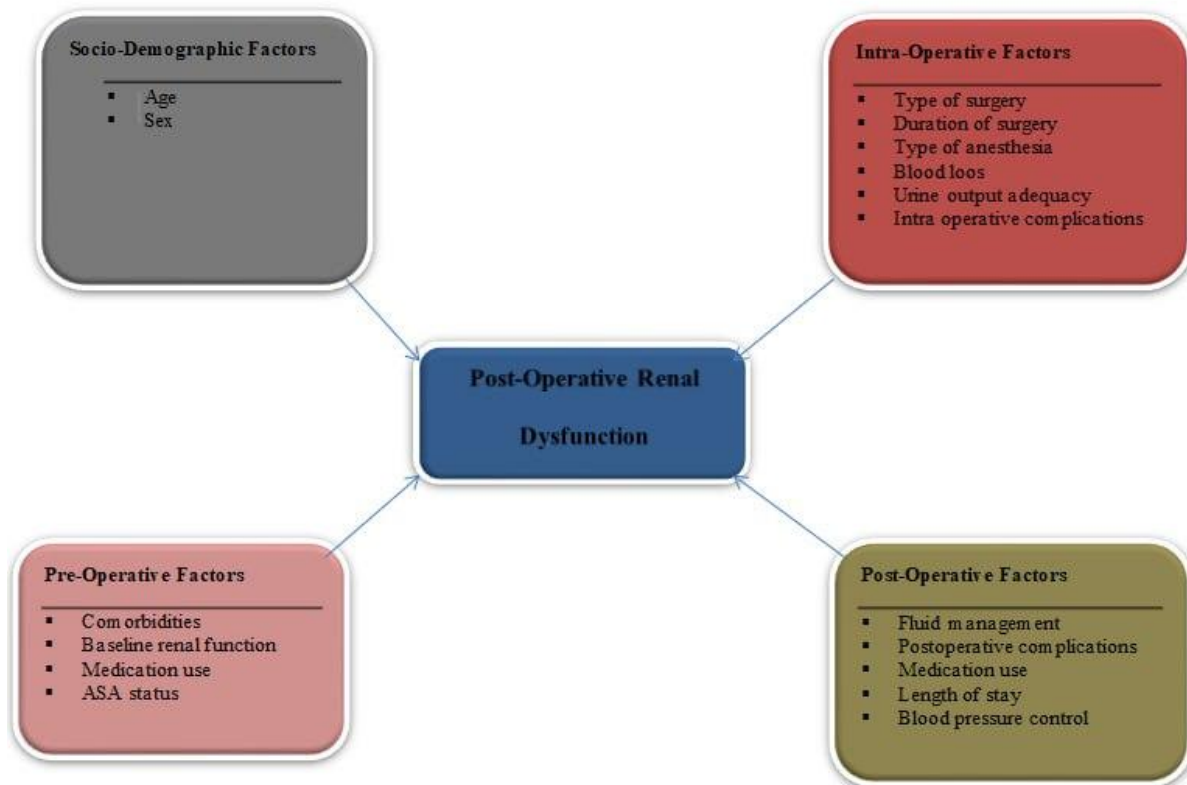 Socio-Demographic Factors
▪ Age
▪ Sex
Intra-Operative Factors
▪ Type of surgery
▪ Duration of surgery
▪ Type of anesthesia
▪ Blood loos
▪ Urine output adequacy
▪ Intra operative complications
Post-Operative Renal
Dysfunction
Pre-Operative Factors
▪ Comorbidities
▪ Baseline renal function
▪ Medication use
▪ ASA status
Post-Operative Factors
▪ Fluid management
▪ Postoperative complications
▪ Medication use
▪ Length of stay
▪ Blood pressure control